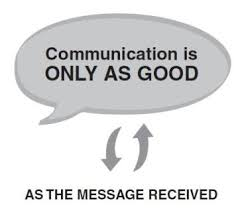 Communication is
ONLY AS GOOD
AS THE MESSAGE RECEIVED